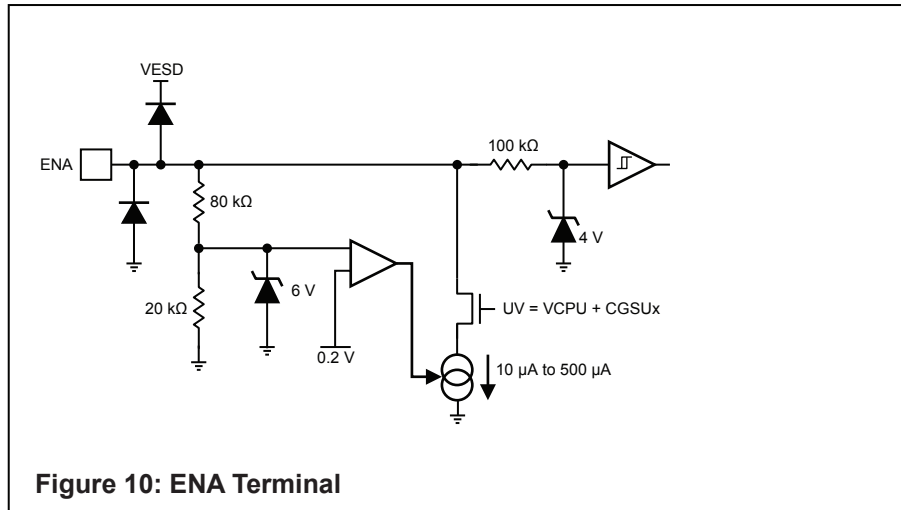 VESD
ENA
100 kΩ
80 kΩ
4 V
6 V
20 kΩ
UV = VCPU + CGSUx
0.2 V
10 µA to 500 µA
Figure 10: ENA Terminal